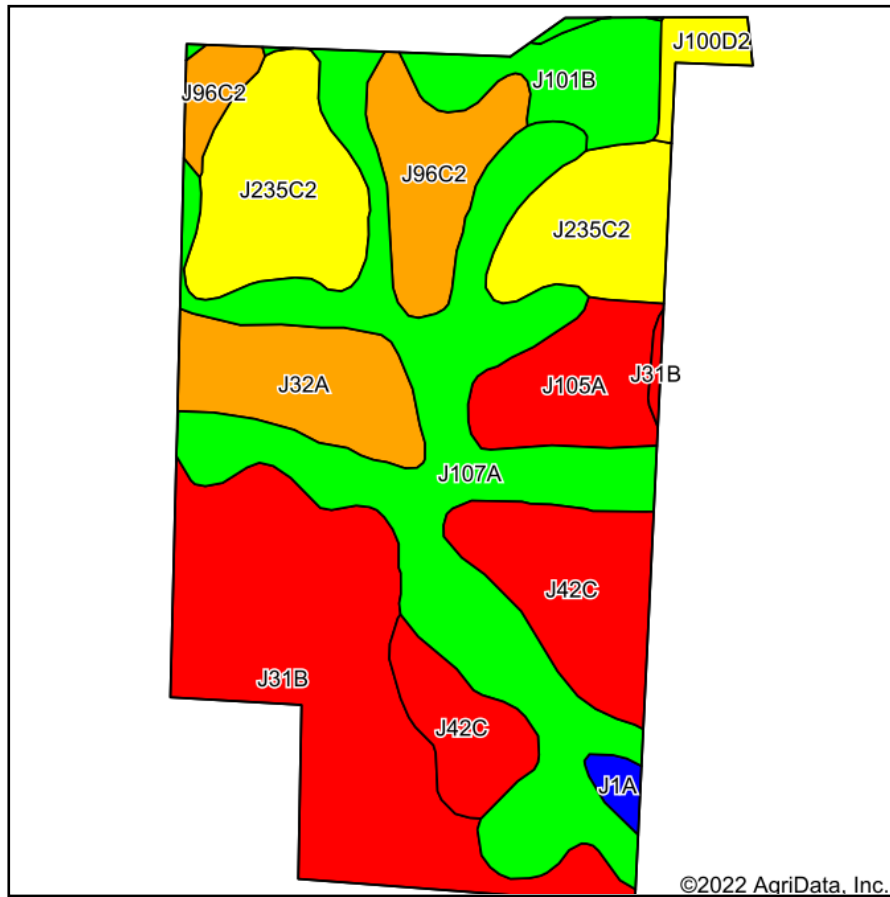 J100D2
J101B
J96C2
J96C2
J235C2
J235C2
J32A
J105A
J31B
J107A
J42C
J31B
J42C
J1A
©2022 AgriData, Inc.